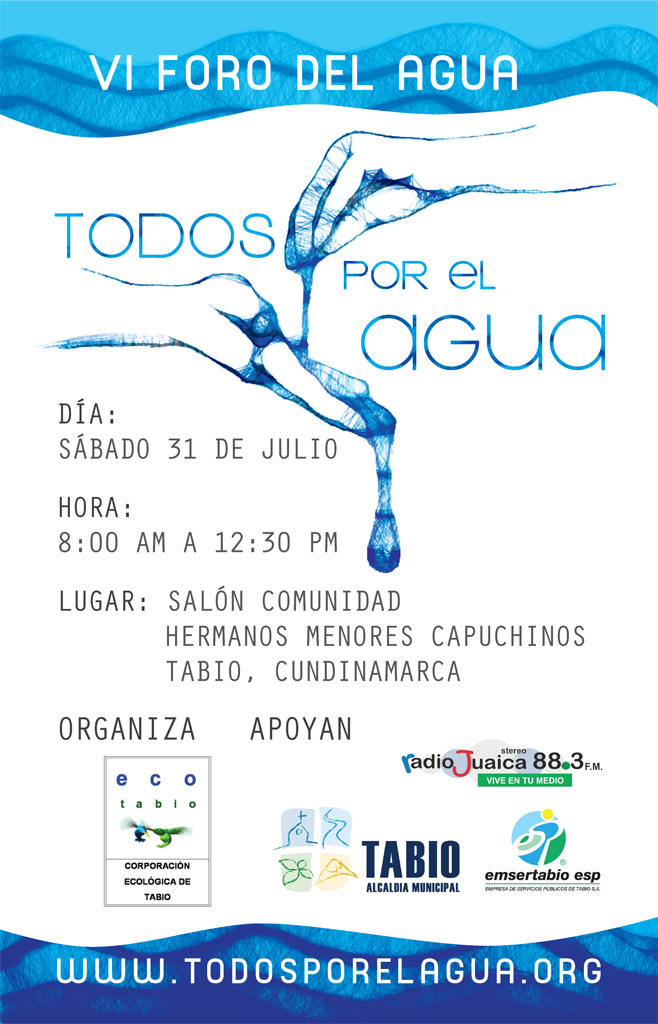 VI FORO DEL AGUA
TODOS
POR EL
AGUA
DÍA:
SÁBADO 31 DE JULIO
HORA:
8:00 AM A 12:30 PM
LUGAR: SALÓN COMUNIDAD
HERMANOS MENORES CAPUCHINOS
TABIO, CUNDINAMARCA
ORGANIZA APOYAN
eco
tabio
CORPORACIÓN
ECOLÓGICA DE
TABIO
stereo
radio Juaica 88.3 F.M.
VIVE EN TU MEDIO
TABIO
ALCALDIA MUNICIPAL
®
emsertabio esp
EMPRESA DE SERVICIOS PÚBLICOS DE TABIO S.A.
WWW.TODOSPORELAGUA.ORG